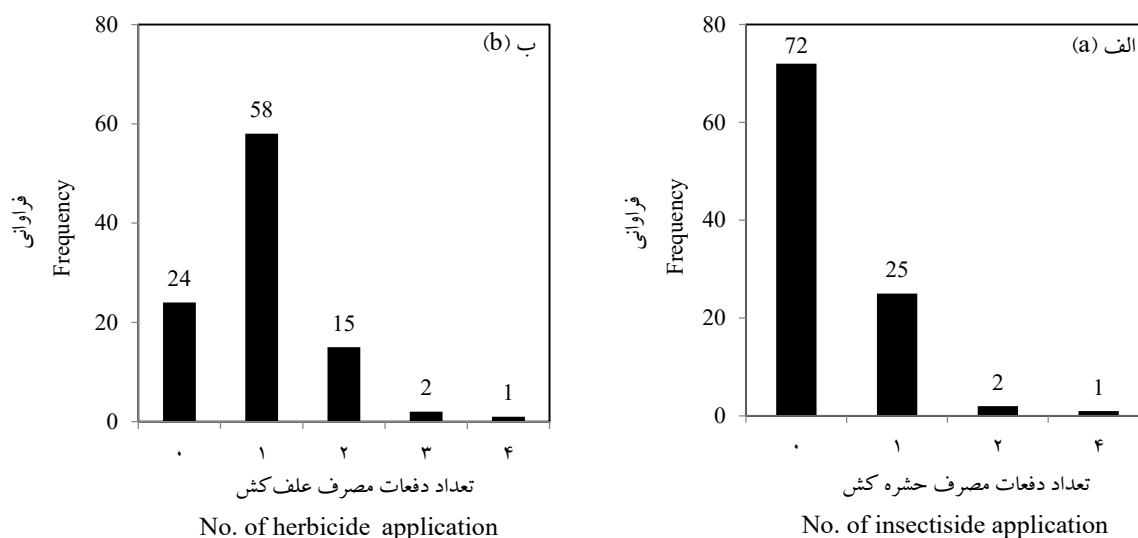 ب (b)
80
60
40
20
0
فراوانی
Frequency
24
58
15
2
1
۰ ۱ ۲ ۳ ۴
تعداد دفعات مصرف علف‌کش
No. of herbicide application
الف (a)
80
60
40
20
0
فراوانی
Frequency
72
25
2
1
۰ ۱ ۲ ۴
تعداد دفعات مصرف حشره کش
No. of insectiside application